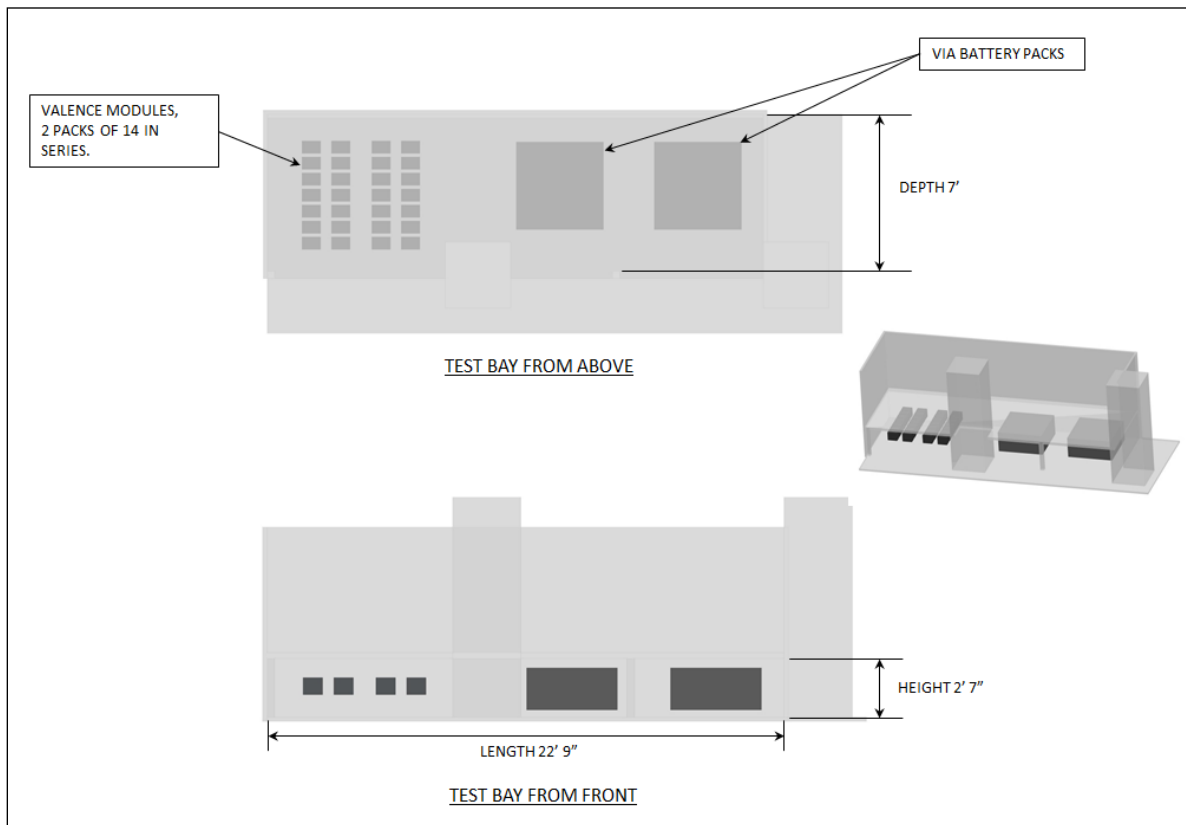 VIA BATTERY PACKS
VALENCE MODULES,
2 PACKS OF 14 IN
SERIES.
DEPTH 7’
TEST BAY FROM ABOVE
HEIGHT 2’ 7”
LENGTH 22’ 9”
TEST BAY FROM FRONT